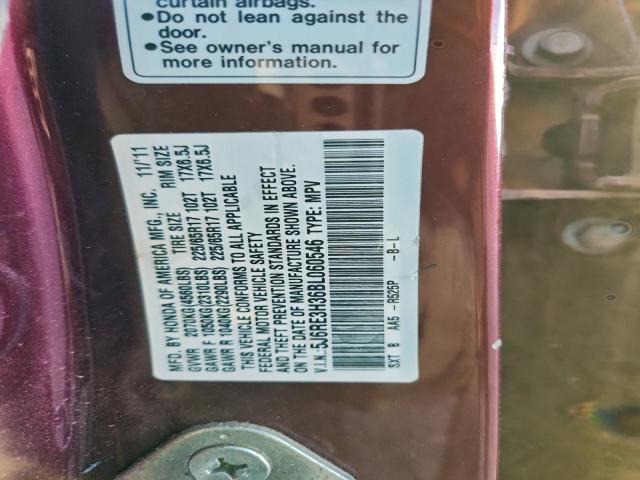 curtain airbags.
•Do not lean against the
door.
•See owner's manual for
more information.
MFD. BY HONDA OF AMERICA MFG., INC. 11/11
GVWR 2070KG(4560LBS) TIRE SIZE RIM SIZE
GAWR F 1050KG(2310LBS) 225/65R17 102T 17X6.5J
GAWR R 1040KG(2290LBS) 225/65R17 102T 17X6.5J
THIS VEHICLE CONFORMS TO ALL APPLICABLE
FEDERAL MOTOR VEHICLE SAFETY
AND THEFT PREVENTION STANDARDS IN EFFECT
ON THE DATE OF MANUFACTURE SHOWN ABOVE.
V.I.N.: 5J6RE3H36BL060546 TYPE: MPV
SXT B AA5 -R525P -B-L